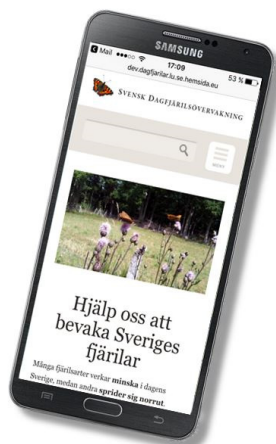 SAMSUNG
Mail 17:09 53 %
dev.dagfjarilar.lu.se.hemsida.eu
SVENSK DAGFJÄRILSÖVERVAKNING
MENY
Hjälp oss att
bevaka Sveriges
fjärilar
Många fjärilsarter verkar minska i dagens
Sverige, medan andra sprider sig norrut.